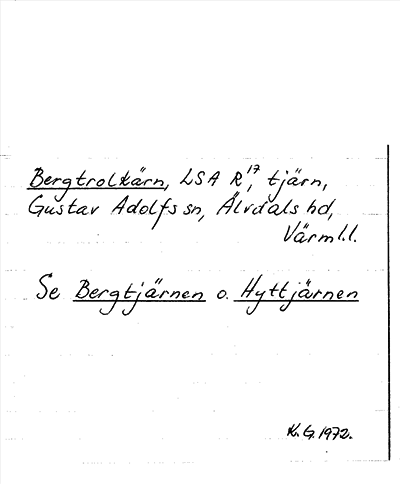 Bergtroltärn, LSA R¹⁷, tjärn,
Gustav Adolfs sn, Älvdals hd,
Värml.l.
Se Bergtjärnen o. Hyttjärnen
K.G. 1972.